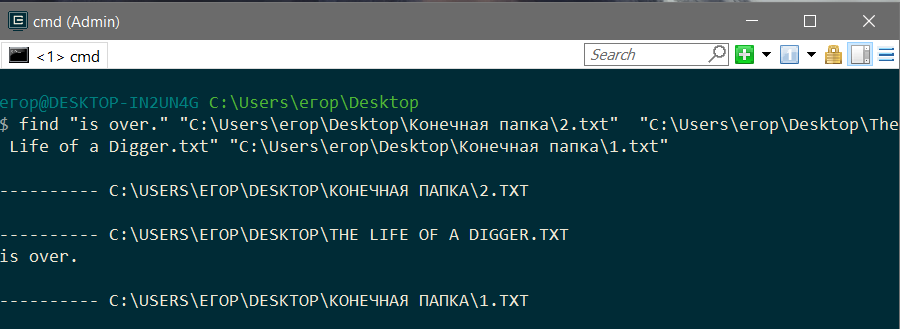 cmd (Admin)
<1> cmd
Search
егор@DESKTOP-IN2UN4G C:\Users\егор\Desktop
$ find "is over." "C:\Users\егор\Desktop\Конечная папка\2.txt"  "C:\Users\егор\Desktop\The
 Life of a Digger.txt" "C:\Users\егор\Desktop\Конечная папка\1.txt"
---------- C:\USERS\ЕГОР\DESKTOP\КОНЕЧНАЯ ПАПКА\2.TXT
---------- C:\USERS\ЕГОР\DESKTOP\THE LIFE OF A DIGGER.TXT
is over.
---------- C:\USERS\ЕГОР\DESKTOP\КОНЕЧНАЯ ПАПКА\1.TXT